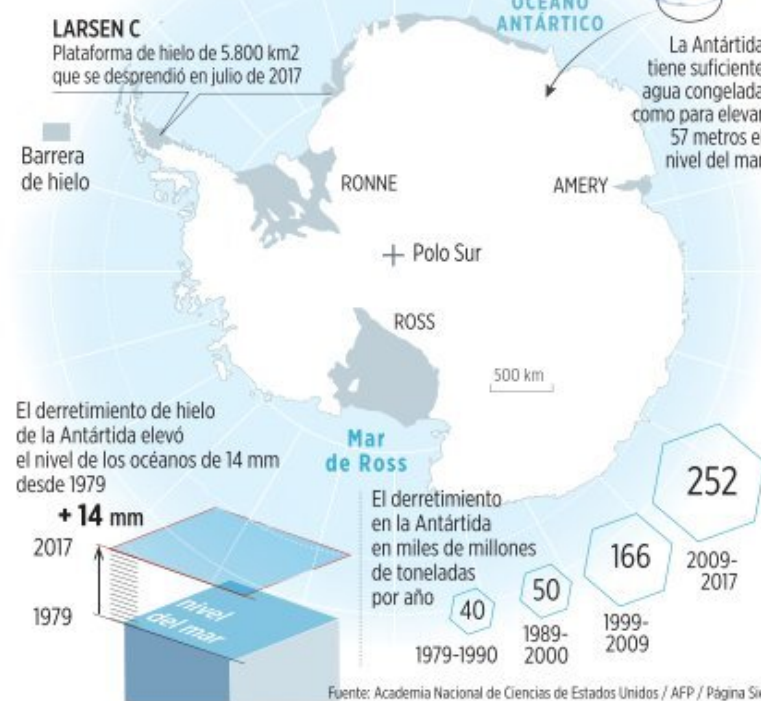 OCÉANO
ANTÁRTICO
LARSEN C
Plataforma de hielo de 5.800 km2
que se desprendió en julio de 2017
La Antártida
tiene suficiente
agua congelada
como para elevar
57 metros el
nivel del mar
Barrera
de hielo
RONNE
AMERY
Polo Sur
ROSS
500 km
El derretimiento de hielo
de la Antártida elevó
el nivel de los océanos de 14 mm
desde 1979
Mar
de Ross
+ 14 mm
2017
1979
nivel
del mar
El derretimiento
en la Antártida
en miles de millones
de toneladas
por año
40
1979-1990
50
1989-
2000
166
1999-
2009
252
2009-
2017
Fuente: Academia Nacional de Ciencias de Estados Unidos / AFP / Página Sie